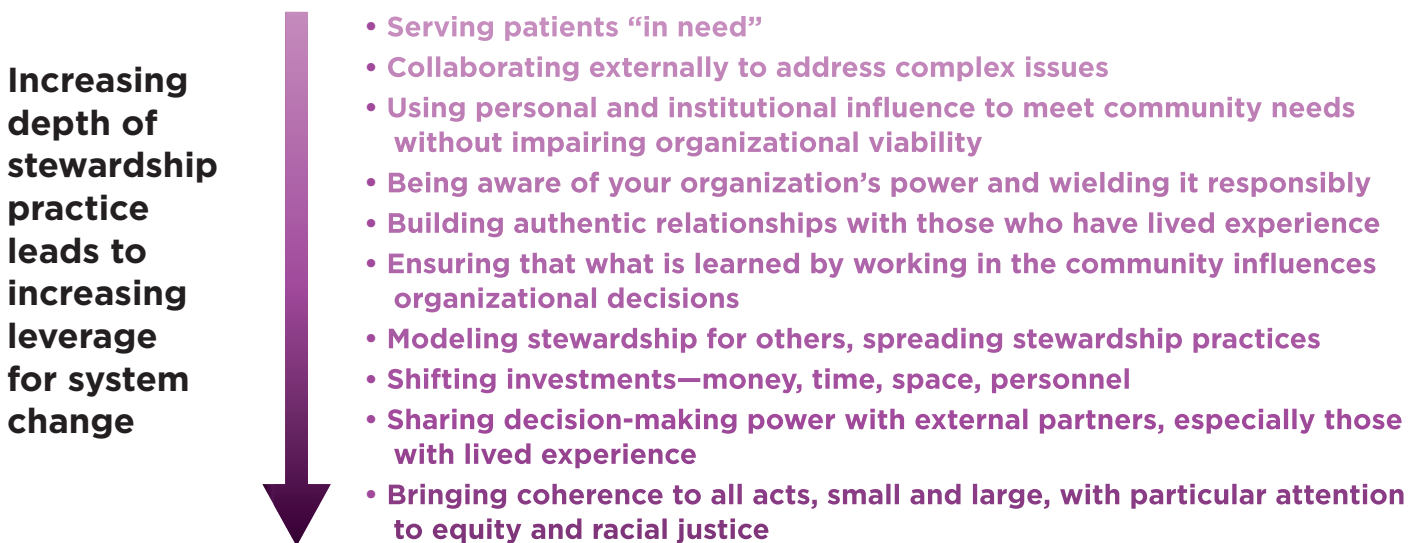 Increasing
depth of
stewardship
practice
leads to
increasing
leverage
for system
change
• Serving patients “in need”
• Collaborating externally to address complex issues
• Using personal and institutional influence to meet community needs
without impairing organizational viability
• Being aware of your organization’s power and wielding it responsibly
• Building authentic relationships with those who have lived experience
• Ensuring that what is learned by working in the community influences
organizational decisions
• Modeling stewardship for others, spreading stewardship practices
• Shifting investments—money, time, space, personnel
• Sharing decision-making power with external partners, especially those
with lived experience
• Bringing coherence to all acts, small and large, with particular attention
to equity and racial justice